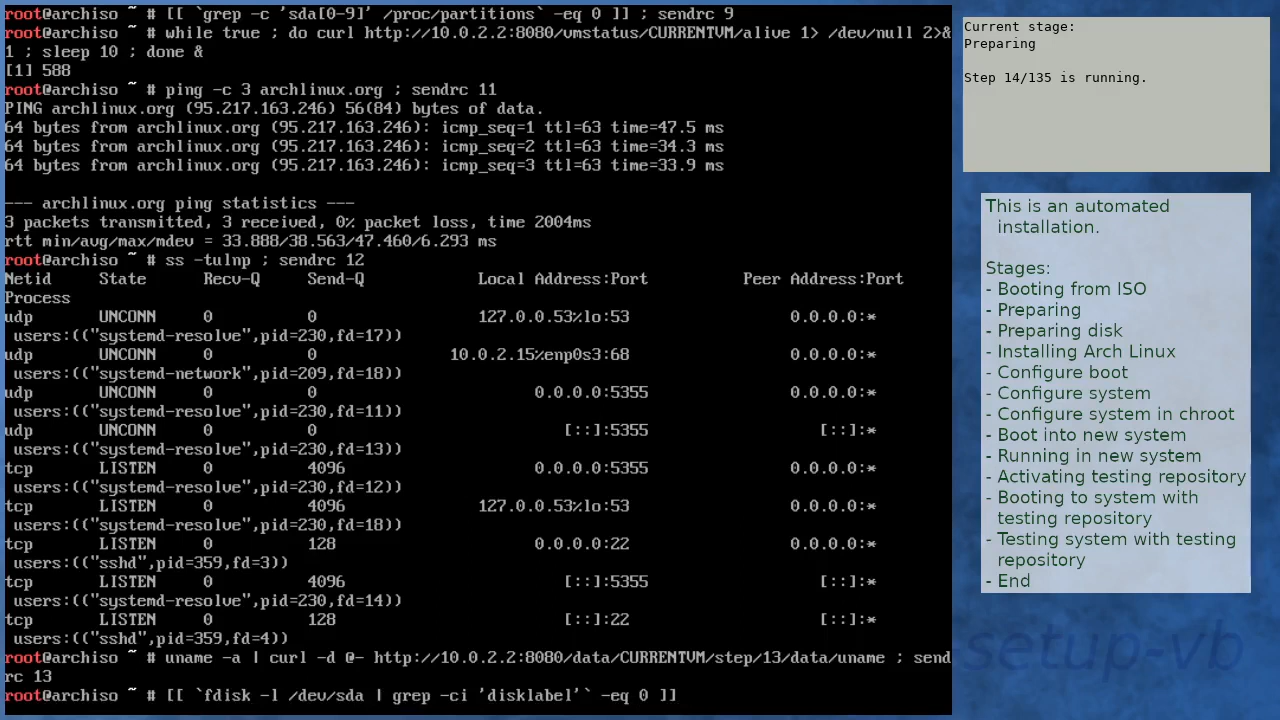 root@archiso ~ # [[ `grep -c 'sda[0-9]' /proc/partitions` -eq 0 ]] ; sendrc 9
root@archiso ~ # while true ; do curl http://10.0.2.2:8080/vmstatus/CURRENTVM/alive 1> /dev/null 2>&
1 ; sleep 10 ; done &
[1] 588
root@archiso ~ # ping -c 3 archlinux.org ; sendrc 11
PING archlinux.org (95.217.163.246) 56(84) bytes of data.
64 bytes from archlinux.org (95.217.163.246): icmp_seq=1 ttl=63 time=47.5 ms
64 bytes from archlinux.org (95.217.163.246): icmp_seq=2 ttl=63 time=34.3 ms
64 bytes from archlinux.org (95.217.163.246): icmp_seq=3 ttl=63 time=33.9 ms
--- archlinux.org ping statistics ---
3 packets transmitted, 3 received, 0% packet loss, time 2004ms
rtt min/avg/max/mdev = 33.888/38.563/47.460/6.293 ms
root@archiso ~ # ss -tulnp ; sendrc 12
Netid State Recv-Q Send-Q Local Address:Port Peer Address:Port
Process
udp UNCONN 0 0 127.0.0.53%lo:53 0.0.0.0:*
users:(("systemd-resolve",pid=230,fd=17))
udp UNCONN 0 0 10.0.2.15%enp0s3:68 0.0.0.0:*
users:(("systemd-network",pid=209,fd=18))
udp UNCONN 0 0 0.0.0.0:5355 0.0.0.0:*
users:(("systemd-resolve",pid=230,fd=11))
udp UNCONN 0 0 [::]:5355 [::]:*
users:(("systemd-resolve",pid=230,fd=13))
tcp LISTEN 0 4096 0.0.0.0:5355 0.0.0.0:*
users:(("systemd-resolve",pid=230,fd=12))
tcp LISTEN 0 4096 127.0.0.53%lo:53 0.0.0.0:*
users:(("systemd-resolve",pid=230,fd=18))
tcp LISTEN 0 128 0.0.0.0:22 0.0.0.0:*
users:(("sshd",pid=359,fd=3))
tcp LISTEN 0 4096 [::]:5355 [::]:*
users:(("systemd-resolve",pid=230,fd=14))
tcp LISTEN 0 128 [::]:22 [::]:*
users:(("sshd",pid=359,fd=4))
root@archiso ~ # uname -a | curl -d @- http://10.0.2.2:8080/data/CURRENTVM/step/13/data/uname ; send
rc 13
root@archiso ~ # [[ `fdisk -l /dev/sda | grep -ci 'disklabel'` -eq 0 ]]
Current stage:
Preparing
Step 14/135 is running.
This is an automated
installation.
Stages:
- Booting from ISO
- Preparing
- Preparing disk
- Installing Arch Linux
- Configure boot
- Configure system
- Configure system in chroot
- Boot into new system
- Running in new system
- Activating testing repository
- Booting to system with
testing repository
- Testing system with testing
repository
- End
setup-vb